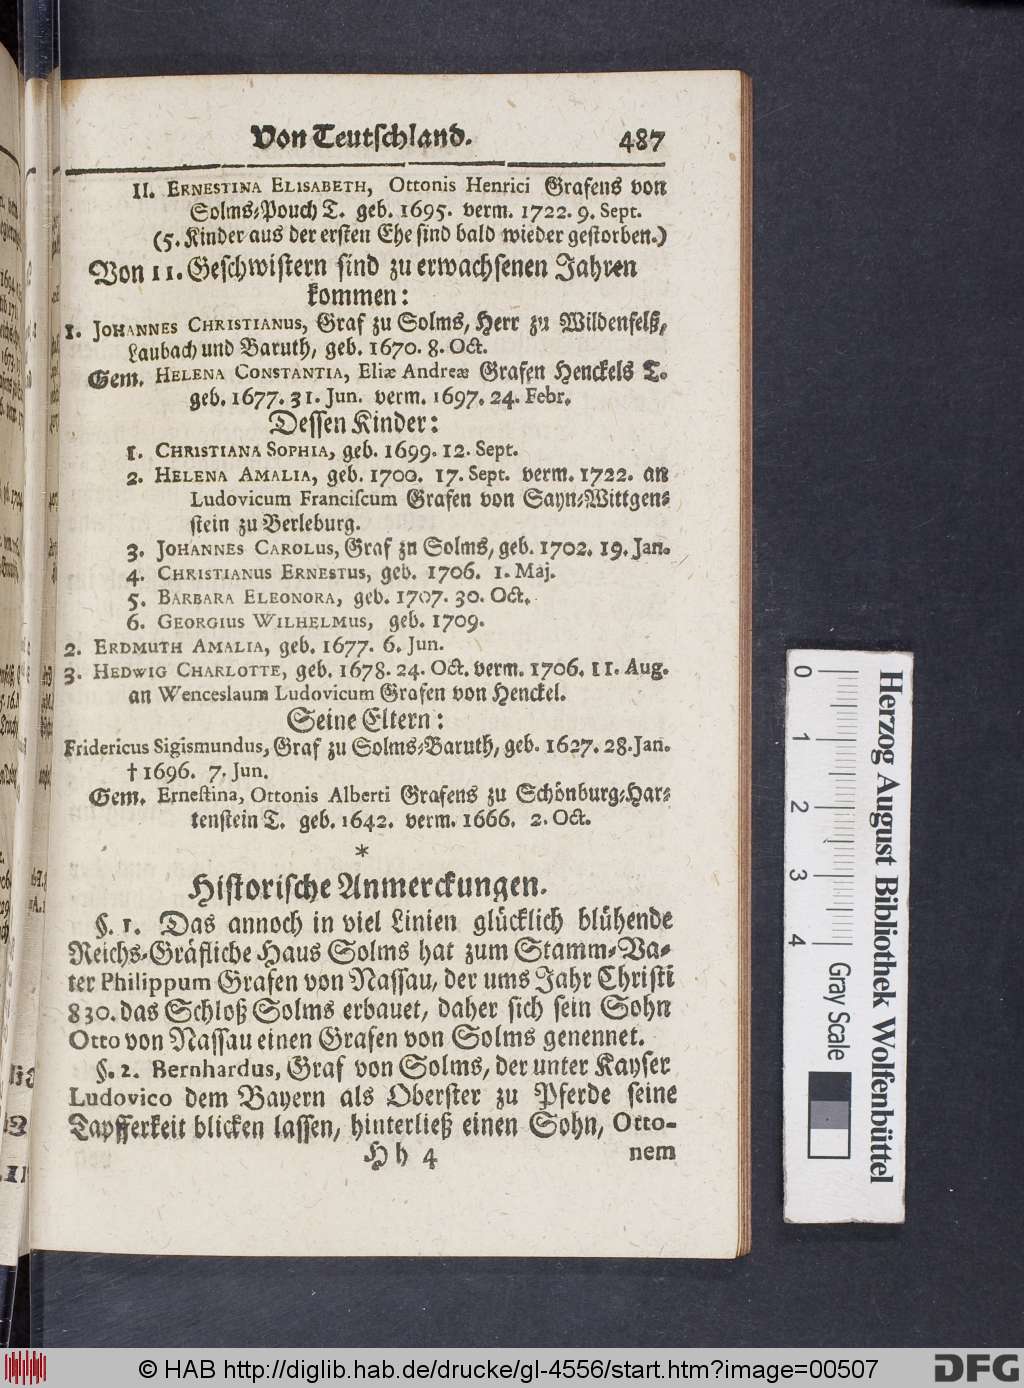 Von Teutschland. 487
II. ERNESTINA ELISABETH, Ottonis Henrici Grafens von
Solms-Pouch T. geb. 1695. verm. 1722. 9. Sept.
(5. Kinder aus der ersten Ehe sind bald wieder gestorben.)
Von 11. Geschwistern sind zu erwachsenen Jahren
kommen:
1. JOHANNES CHRISTIANUS, Graf zu Solms, Herr zu Wildenfelß,
Laubach und Baruth, geb. 1670. 8. Oct.
Gem. HELENA CONSTANTIA, Eliæ Andreæ Grafen Henckels T.
geb. 1677. 31. Jun. verm. 1697. 24. Febr.
Dessen Kinder:
1. CHRISTIANA SOPHIA, geb. 1699. 12. Sept.
2. HELENA AMALIA, geb. 1700. 17. Sept. verm. 1722. an
Ludovicum Franciscum Grafen von Sayn-Wittgen-
stein zu Berleburg.
3. JOHANNES CAROLUS, Graf zu Solms, geb. 1702. 19. Jan.
4. CHRISTIANUS ERNESTUS, geb. 1706. 1. Maj.
5. BARBARA ELEONORA, geb. 1707. 30. Oct.
6. GEORGIUS WILHELMUS, geb. 1709.
2. ERDMUTH AMALIA, geb. 1677. 6. Jun.
3. HEDWIG CHARLOTTE, geb. 1678. 24. Oct. verm. 1706. 11. Aug.
an Wenceslaum Ludovicum Grafen von Henckel.
Seine Eltern:
Fridericus Sigismundus, Graf zu Solms-Baruth, geb. 1627. 28. Jan.
† 1696. 7. Jun.
Gem. Ernestina, Ottonis Alberti Grafens zu Schönburg-Har-
tenstein T. geb. 1642. verm. 1666. 2. Oct.
*
Historische Anmerckungen.
§. 1. Das annoch in viel Linien glücklich blühende
Reichs-Gräfliche Haus Solms hat zum Stamm-Va-
ter Philippum Grafen von Nassau, der ums Jahr Christi
830. das Schloß Solms erbauet, daher sich sein Sohn
Otto von Nassau einen Grafen von Solms genennet.
§. 2. Bernhardus, Graf von Solms, der unter Kayser
Ludovico dem Bayern als Oberster zu Pferde seine
Tapfferkeit blicken lassen, hinterließ einen Sohn, Otto-
Hh 4 nem
0 1 2 3 4
Gray Scale
Herzog August Bibliothek Wolfenbüttel
© HAB http://diglib.hab.de/drucke/gl-4556/start.htm?image=00507
DFG